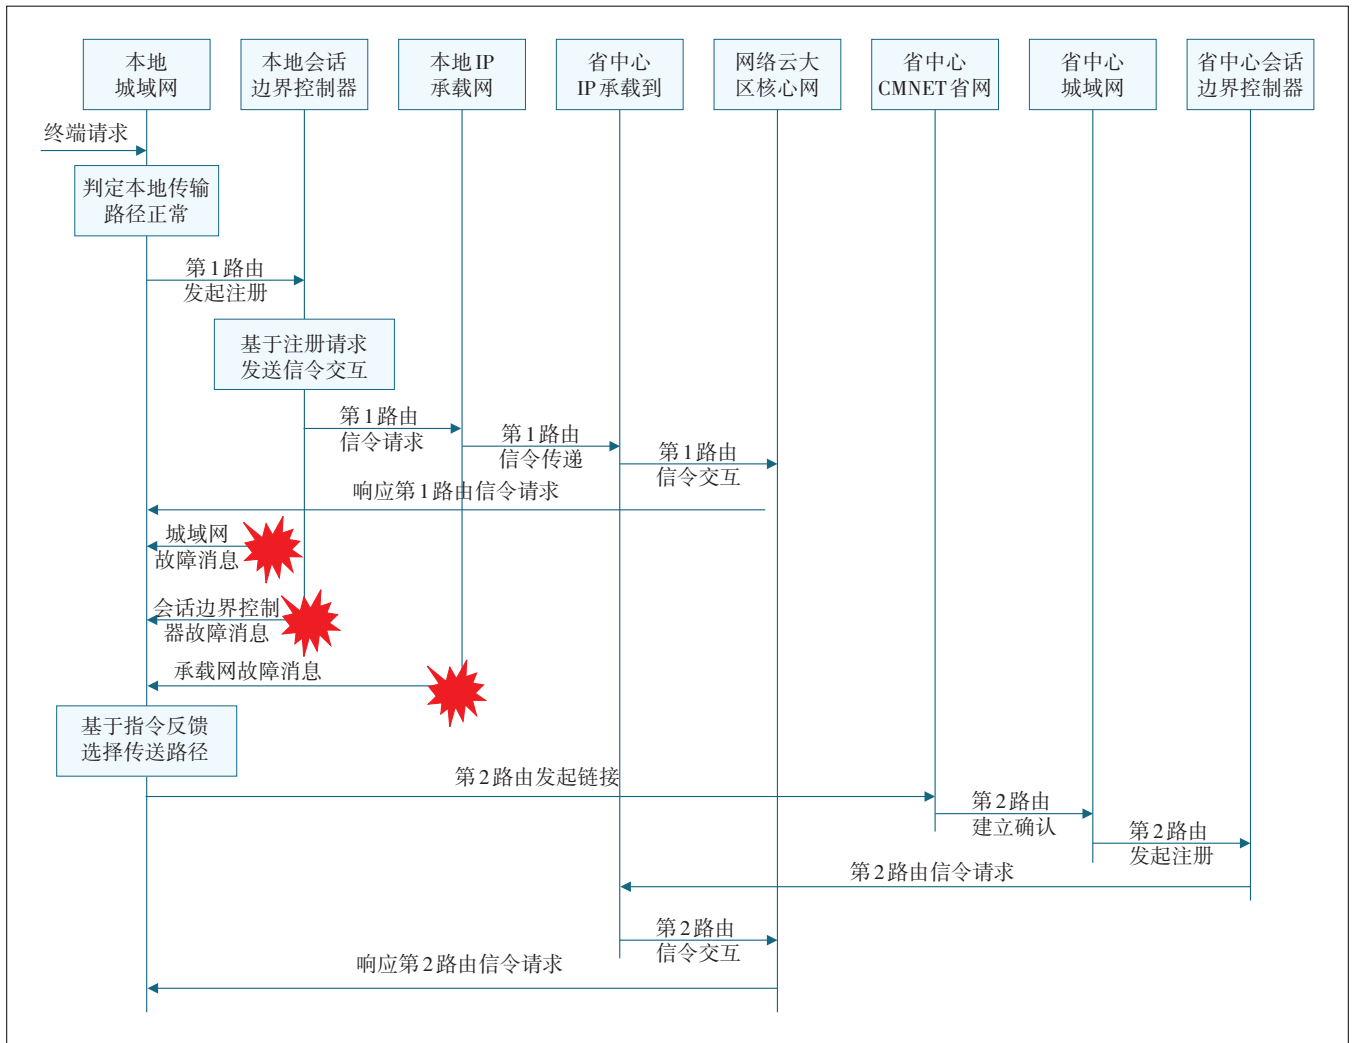 本地
城域网
本地会话
边界控制器
本地IP
承载网
省中心
IP承载到
网络云大
区核心网
省中心
CMNET省网
省中心
城域网
省中心会话
边界控制器
终端请求
判定本地传输
路径正常
第1路由
发起注册
基于注册请求
发送信令交互
第1路由
信令请求
第1路由
信令传递
第1路由
信令交互
响应第1路由信令请求
城域网
故障消息
会话边界控制
器故障消息
承载网故障消息
基于指令反馈
选择传送路径
第2路由发起链接
第2路由
建立确认
第2路由
发起注册
第2路由信令请求
第2路由
信令交互
响应第2路由信令请求